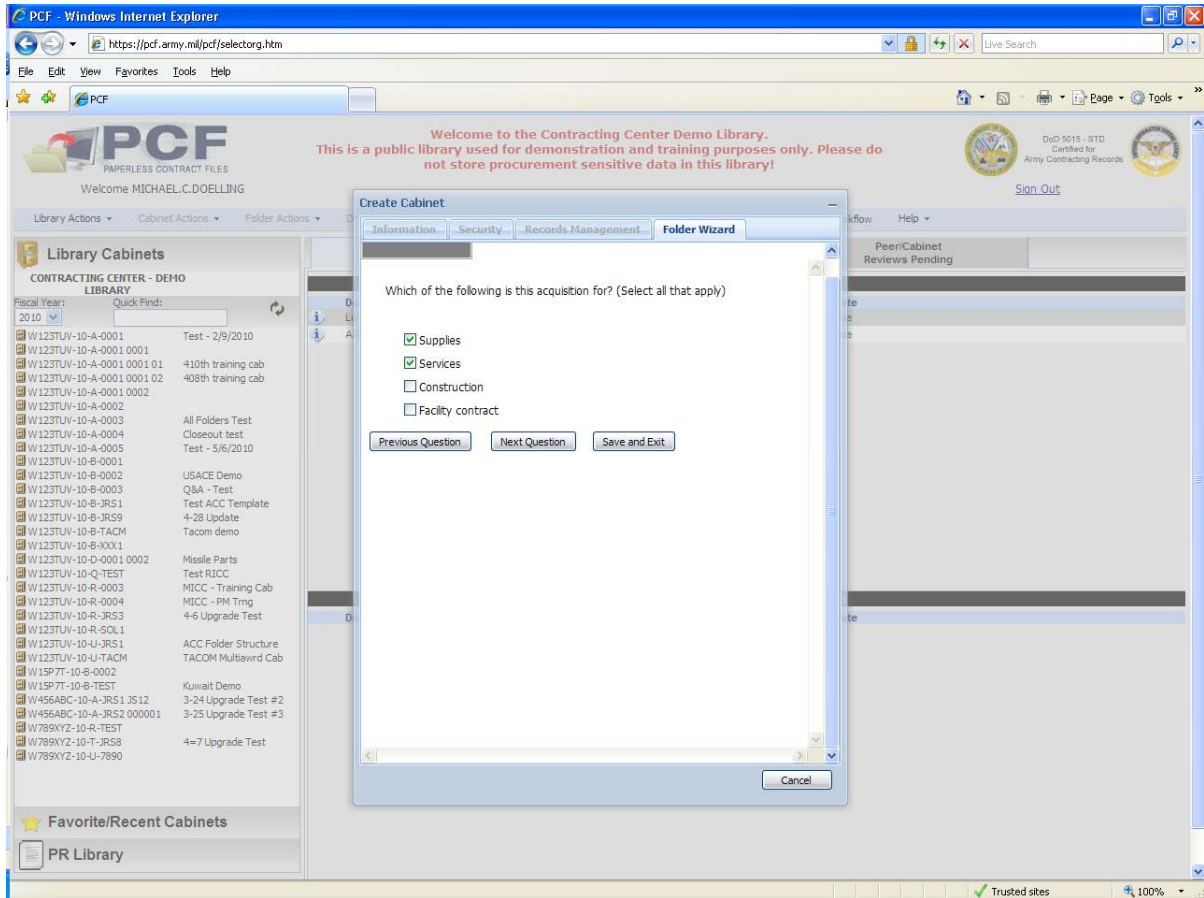 PCF - Windows Internet Explorer
https://pcf.army.mil/pcf/selectorg.htm
Live Search
File Edit View Favorites Tools Help
PCF
Page Tools
PCF
PAPERLESS CONTRACT FILES
Welcome MICHAEL.C.DOELLING
Welcome to the Contracting Center Demo Library.
This is a public library used for demonstration and training purposes only. Please do
not store procurement sensitive data in this library!
DoD 5015 - STD
Certified for
Army Contracting Records
Sign Out
Library Actions Cabinet Actions Folder Actions D kflow Help
Library Cabinets
CONTRACTING CENTER - DEMO
LIBRARY
Fiscal Year: Quick Find:
2010
W123TUV-10-A-0001 Test - 2/9/2010
W123TUV-10-A-0001 0001
W123TUV-10-A-0001 0001 01 410th training cab
W123TUV-10-A-0001 0001 02 408th training cab
W123TUV-10-A-0001 0002
W123TUV-10-A-0002
W123TUV-10-A-0003 All Folders Test
W123TUV-10-A-0004 Closeout test
W123TUV-10-A-0005 Test - 5/6/2010
W123TUV-10-B-0001
W123TUV-10-B-0002 USACE Demo
W123TUV-10-B-0003 Q&A - Test
W123TUV-10-B-JRS1 Test ACC Template
W123TUV-10-B-JRS9 4-28 Update
W123TUV-10-B-TACM Tacom demo
W123TUV-10-B-XXX1
W123TUV-10-D-0001 0002 Missile Parts
W123TUV-10-Q-TEST Test RICC
W123TUV-10-R-0003 MICC - Training Cab
W123TUV-10-R-0004 MICC - PM Trng
W123TUV-10-R-JRS3 4-6 Upgrade Test
W123TUV-10-R-SOL1
W123TUV-10-U-JRS1 ACC Folder Structure
W123TUV-10-U-TACM TACOM Multiawrd Cab
W15P7T-10-B-0002
W15P7T-10-B-TEST Kuwait Demo
W456ABC-10-A-JRS1 JS12 3-24 Upgrade Test #2
W456ABC-10-A-JRS2 000001 3-25 Upgrade Test #3
W789XYZ-10-R-TEST
W789XYZ-10-T-JRS8 4=7 Upgrade Test
W789XYZ-10-U-7890
Favorite/Recent Cabinets
PR Library
Create Cabinet
Information Security Records Management Folder Wizard
Which of the following is this acquisition for? (Select all that apply)
Supplies
Services
Construction
Facility contract
Previous Question Next Question Save and Exit
Cancel
Peer/Cabinet
Reviews Pending
Trusted sites 100%